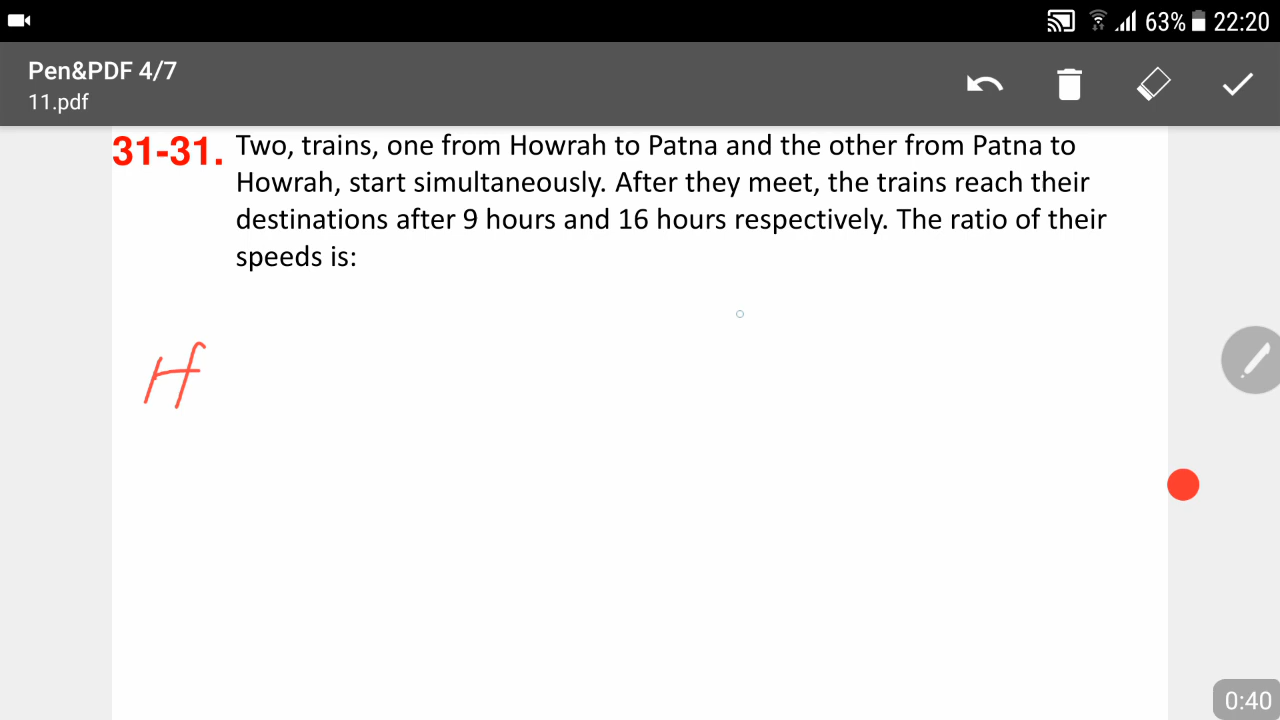 63% 22:20
Pen&PDF 4/7
11.pdf
31-31. Two, trains, one from Howrah to Patna and the other from Patna to
Howrah, start simultaneously. After they meet, the trains reach their
destinations after 9 hours and 16 hours respectively. The ratio of their
speeds is:
H
0:40